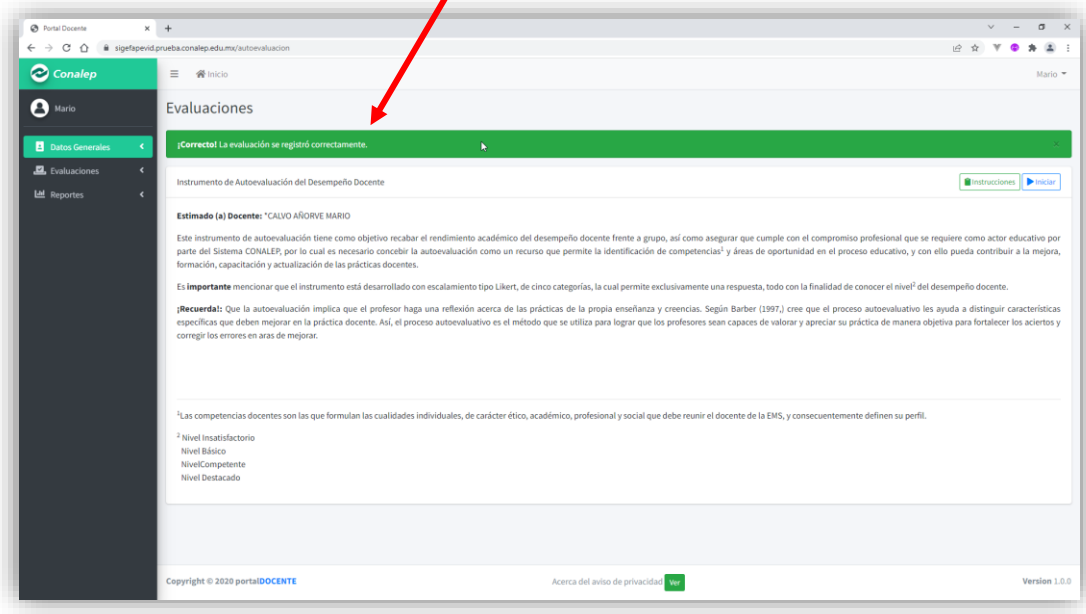 Portal Docente
sigefapevid.prueba.conalep.edu.mx/autoevaluacion
Conalep
Inicio
Mario
Mario
Evaluaciones
Datos Generales
Evaluaciones
Reportes
¡Correcto! La evaluación se registró correctamente.
Instrumento de Autoevaluación del Desempeño Docente
Instrucciones
Iniciar
Estimado (a) Docente: "CALVO AÑORVE MARIO
Este instrumento de autoevaluación tiene como objetivo recabar el rendimiento académico del desempeño docente frente a grupo, así como asegurar que cumple con el compromiso profesional que se requiere como actor educativo por
parte del Sistema CONALEP, por lo cual es necesario concebir la autoevaluación como un recurso que permite la identificación de competencias¹ y áreas de oportunidad en el proceso educativo, y con ello pueda contribuir a la mejora,
formación, capacitación y actualización de las prácticas docentes.
Es importante mencionar que el instrumento está desarrollado con escalamiento tipo Likert, de cinco categorías, la cual permite exclusivamente una respuesta, todo con la finalidad de conocer el nivel² del desempeño docente.
¡Recuerda!: Que la autoevaluación implica que el profesor haga una reflexión acerca de las prácticas de la propia enseñanza y creencias. Según Barber (1997,) cree que el proceso autoevaluativo les ayuda a distinguir características
específicas que deben mejorar en la práctica docente. Así, el proceso autoevaluativo es el método que se utiliza para lograr que los profesores sean capaces de valorar y apreciar su práctica de manera objetiva para fortalecer los aciertos y
corregir los errores en aras de mejorar.
¹Las competencias docentes son las que formulan las cualidades individuales, de carácter ético, académico, profesional y social que debe reunir el docente de la EMS, y consecuentemente definen su perfil.
² Nivel Insatisfactorio
Nivel Básico
NivelCompetente
Nivel Destacado
Copyright © 2020 portalDOCENTE
Acerca del aviso de privacidad Ver
Version 1.0.0